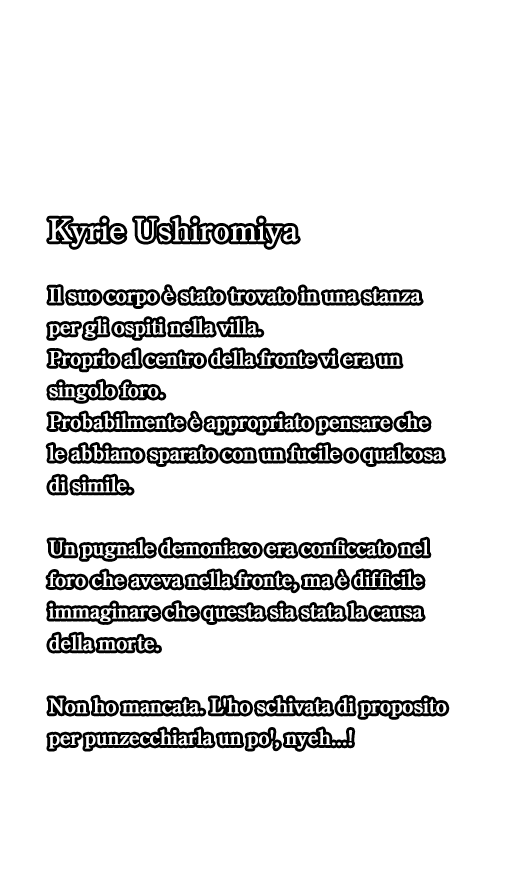 Kyrie Ushiromiya
Il suo corpo è stato trovato in una stanza
per gli ospiti nella villa.
Proprio al centro della fronte vi era un
singolo foro.
Probabilmente è appropriato pensare che
le abbiano sparato con un fucile o qualcosa
di simile.
Un pugnale demoniaco era conficcato nel
foro che aveva nella fronte, ma è difficile
immaginare che questa sia stata la causa
della morte.
Non ho mancata. L'ho schivata di proposito
per punzecchiarla un po', nyeh...!